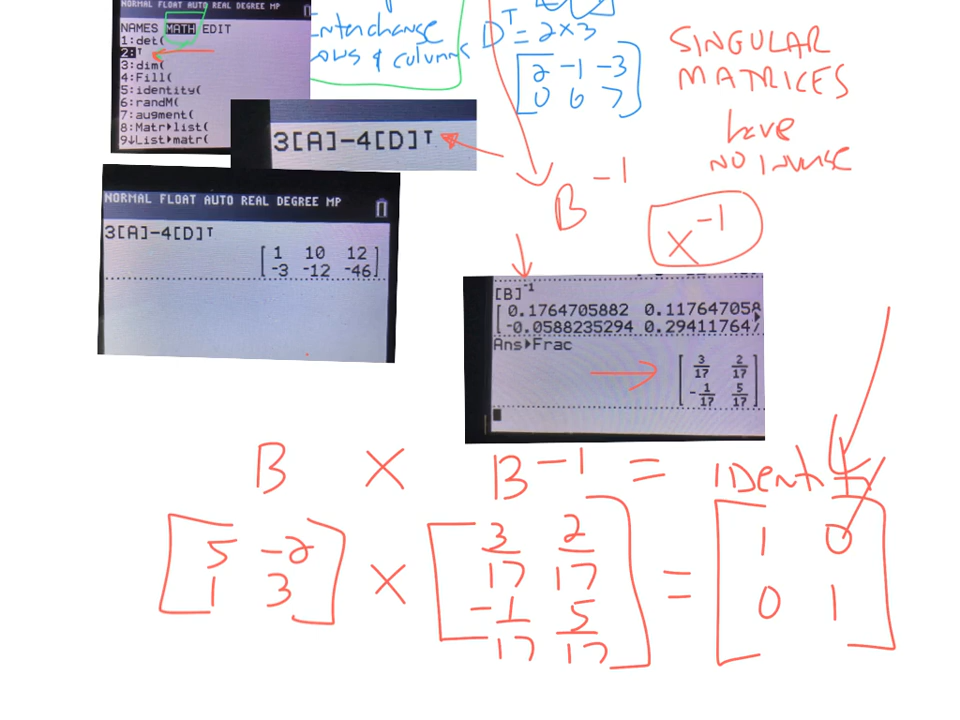 NORMAL FLOAT AUTO REAL DEGREE MP
NAMES MATH EDIT
1:det(
2:ᵀ
3:dim(
4:Fill(
5:identity(
6:randM(
7:augment(
8:Matr▸list(
9↓List▸matr(
Interchange
rows & columns
Dᵀ = 2×3
2 -1 -3
0 6 7
SINGULAR
MATRICES
have
NO INVERSE
3[A]-4[D]ᵀ
B⁻¹
x⁻¹
NORMAL FLOAT AUTO REAL DEGREE MP
3[A]-4[D]ᵀ
[1 10 12]
[-3 -12 -46]
[B]⁻¹
[0.1764705882 0.117647058
[-0.0588235294 0.294117647
Ans▸Frac
3/17 2/17
-1/17 5/17
B × B⁻¹ = IDentity
[5 -2] × [3/17 2/17] = [1 0]
[1 3] [-1/17 5/17] [0 1]